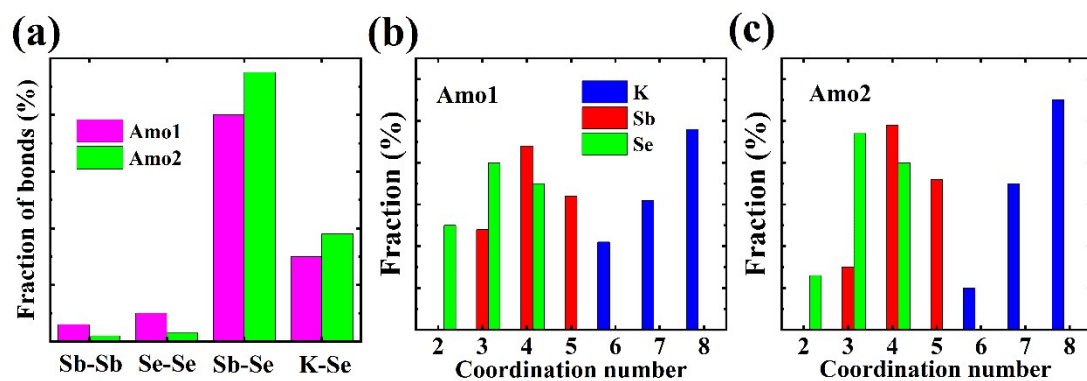 (a)
Fraction of bonds (%)
Amo1
Amo2
Sb-Sb Se-Se Sb-Se K-Se
(b)
Fraction (%)
Amo1
K
Sb
Se
2 3 4 5 6 7 8
Coordination number
(c)
Fraction (%)
Amo2
2 3 4 5 6 7 8
Coordination number